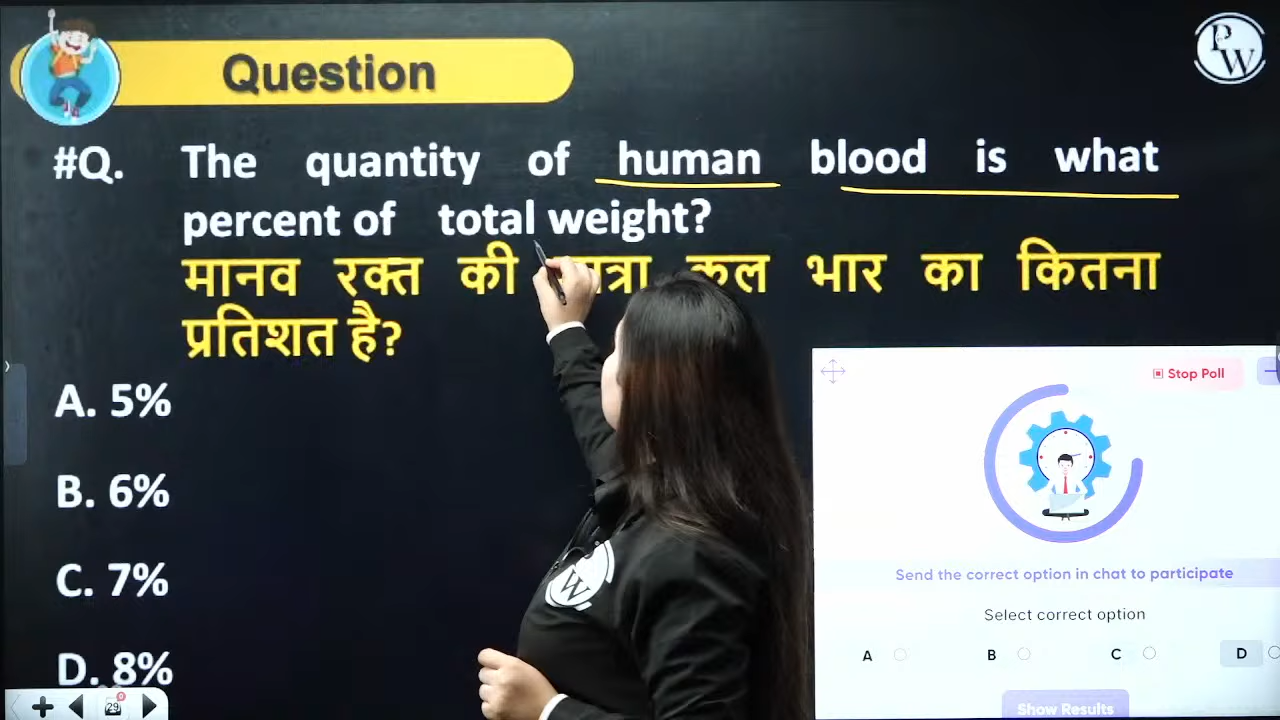 Question
PW
#Q. The quantity of human blood is what
percent of total weight?
मानव रक्त की कुल भार का कितना
प्रतिशत है?
A. 5%
B. 6%
C. 7%
D. 8%
Stop Poll
Send the correct option in chat to participate
Select correct option
A B C D
Show Results
29
W